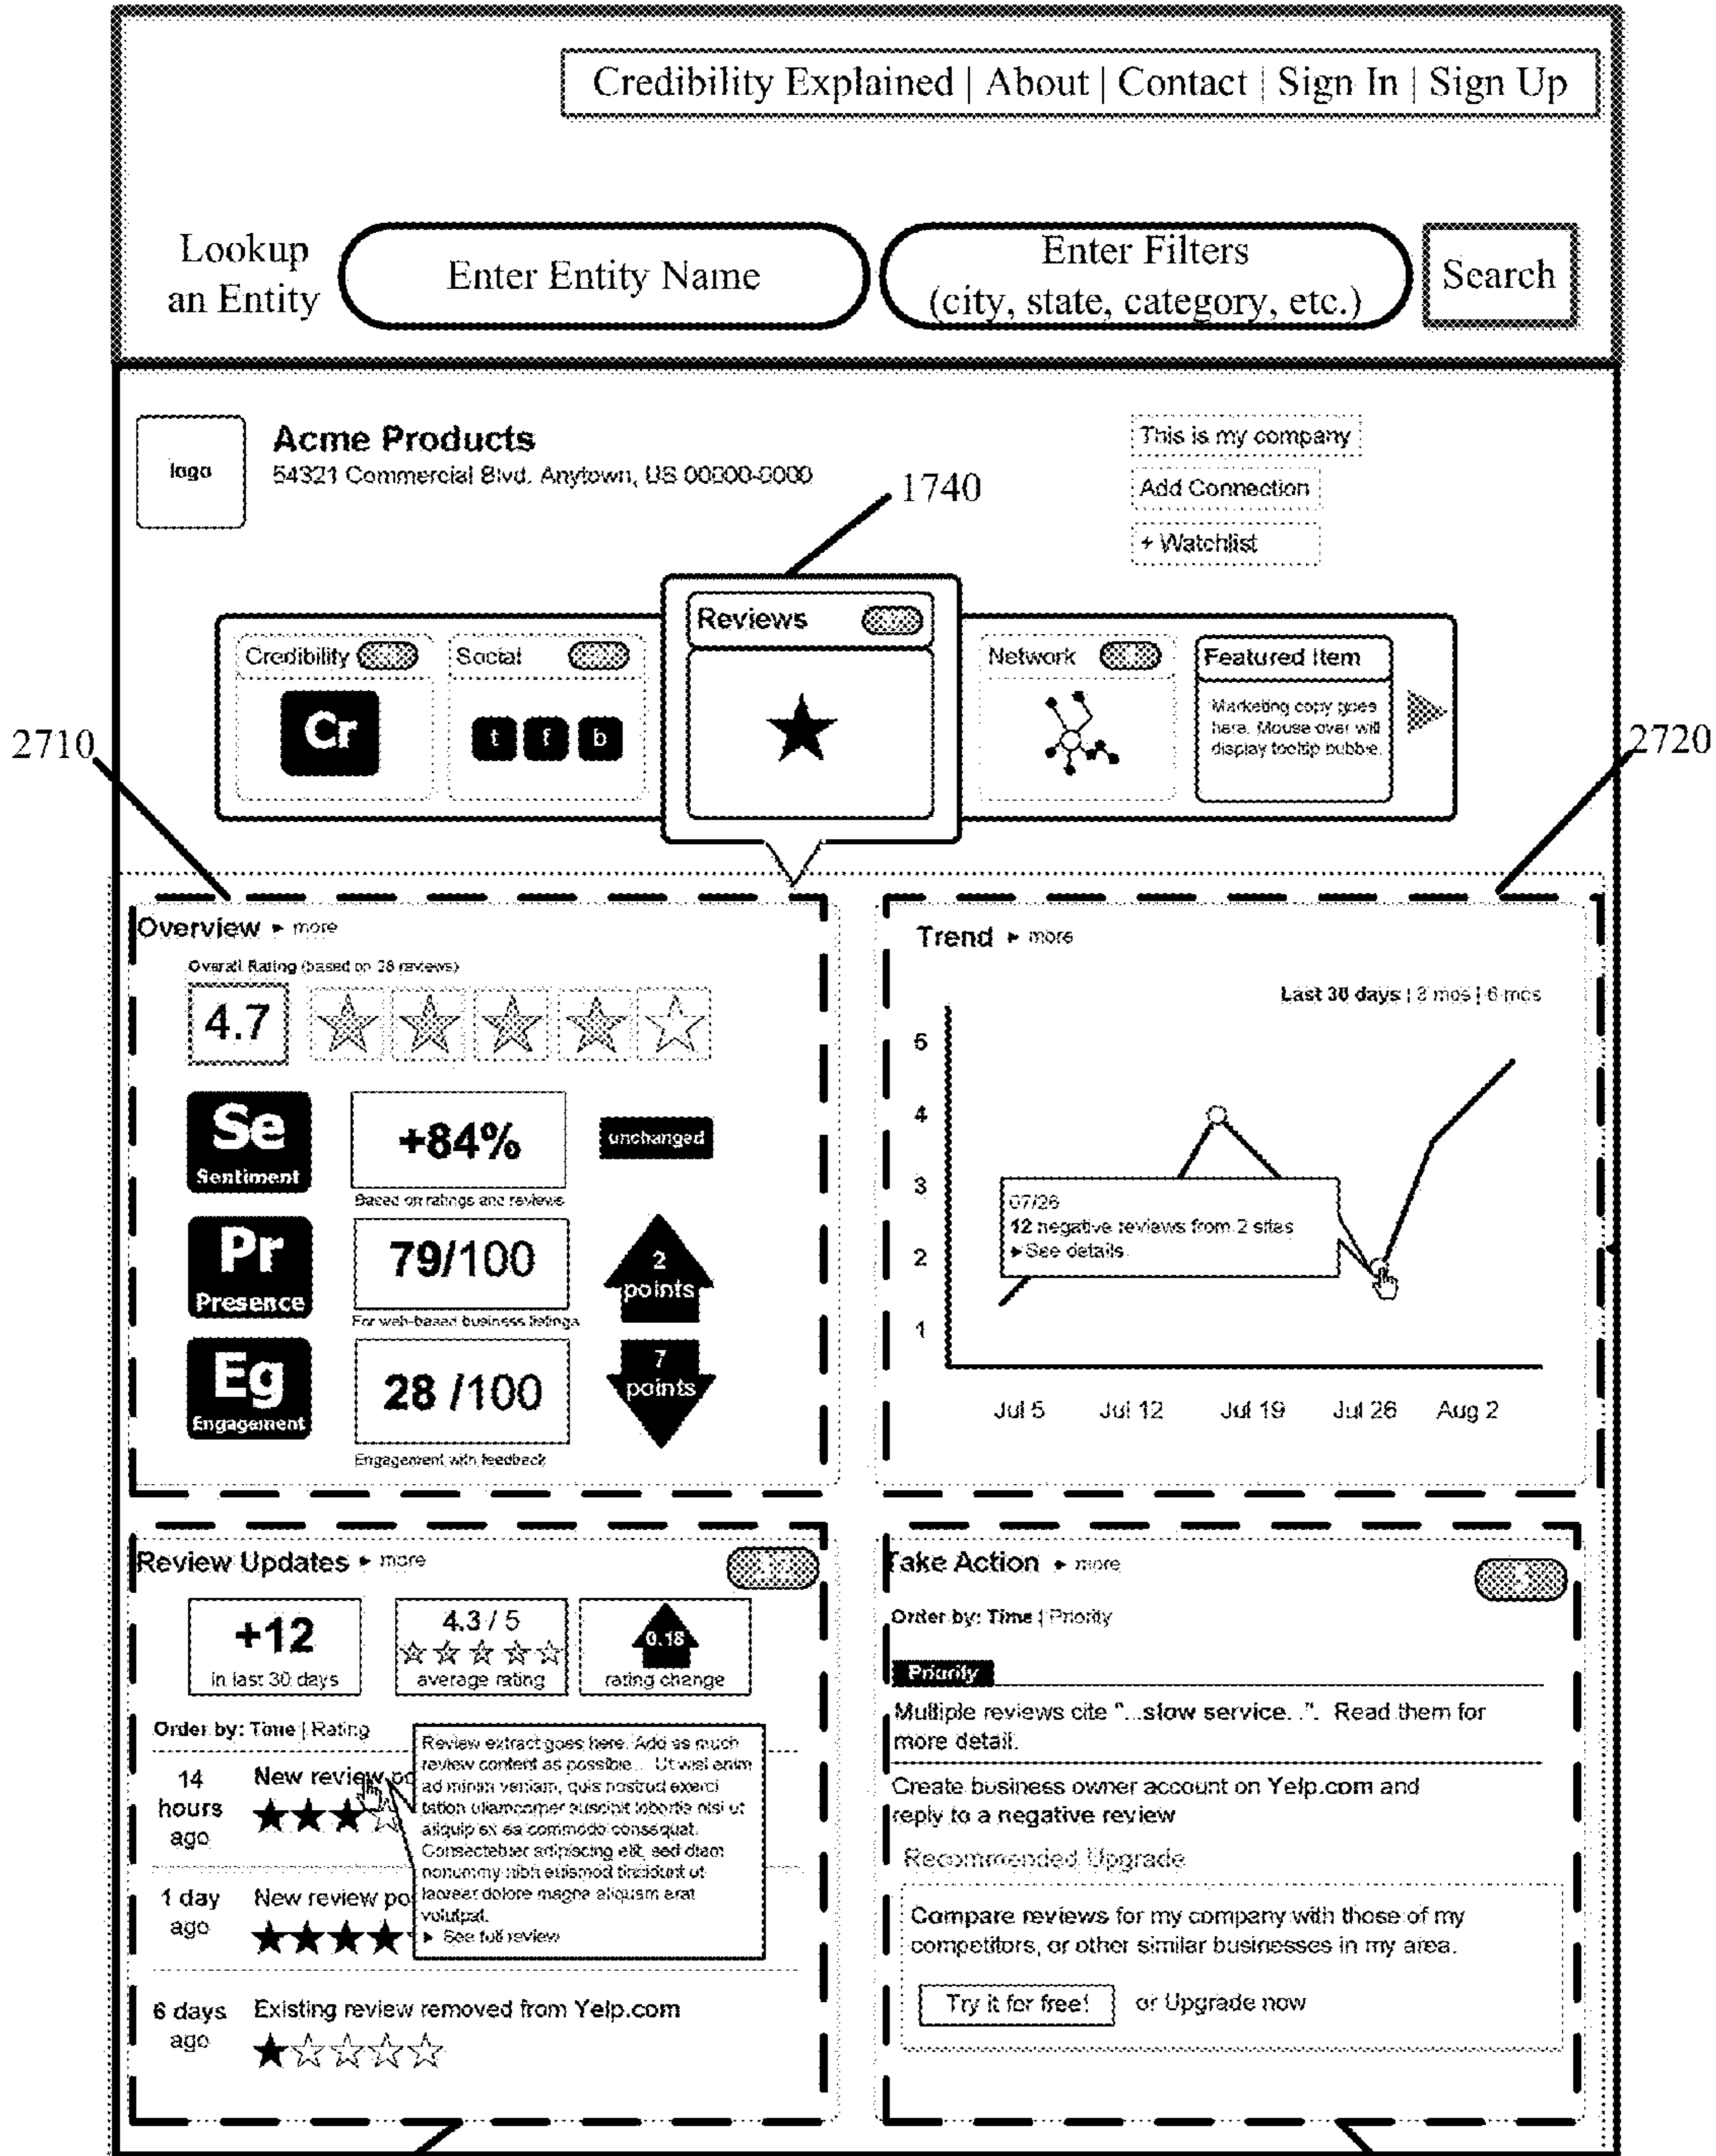 Credibility Explained | About | Contact | Sign In | Sign Up
Lookup
an Entity
Enter Entity Name
Enter Filters
(city, state, category, etc.)
Search
logo
Acme Products
54321 Commercial Blvd. Anytown, US 00000-0000
This is my company
Add Connection
+ Watchlist
1740
Credibility
Cr
Social
t f b
Reviews
Network
Featured Item
Marketing copy goes
here. Mouse over will
display tooltip bubble.
2710
2720
Overview ▸ more
Overall Rating (based on 28 reviews)
4.7
Se
Sentiment
+84%
Based on ratings and reviews
unchanged
Pr
Presence
79/100
For web-based business listings
2
points
Eg
Engagement
28 /100
Engagement with feedback
7
points
Trend ▸ more
Last 30 days | 3 mos | 6 mos
5
4
3
2
1
07/26
12 negative reviews from 2 sites
▸ See details
Jul 5 Jul 12 Jul 19 Jul 26 Aug 2
Review Updates ▸ more
+12
in last 30 days
4.3 / 5
average rating
0.18
rating change
Order by: Time | Rating
14
hours
ago
New review po
1 day
ago
New review po
Review extract goes here. Add as much
review content as possible... Ut wisi enim
ad minim veniam, quis nostrud exerci
tation ullamcorper suscipit lobortis nisl ut
aliquip ex ea commodo consequat.
Consectetuer adipiscing elit, sed diam
nonummy nibh euismod tincidunt ut
laoreet dolore magna aliquam erat
volutpat.
▸ See full review
6 days
ago
Existing review removed from Yelp.com
Take Action ▸ more
Order by: Time | Priority
Priority
Multiple reviews cite "...slow service. .". Read them for
more detail.
Create business owner account on Yelp.com and
reply to a negative review
Recommended Upgrade
Compare reviews for my company with those of my
competitors, or other similar businesses in my area.
Try it for free!
or Upgrade now